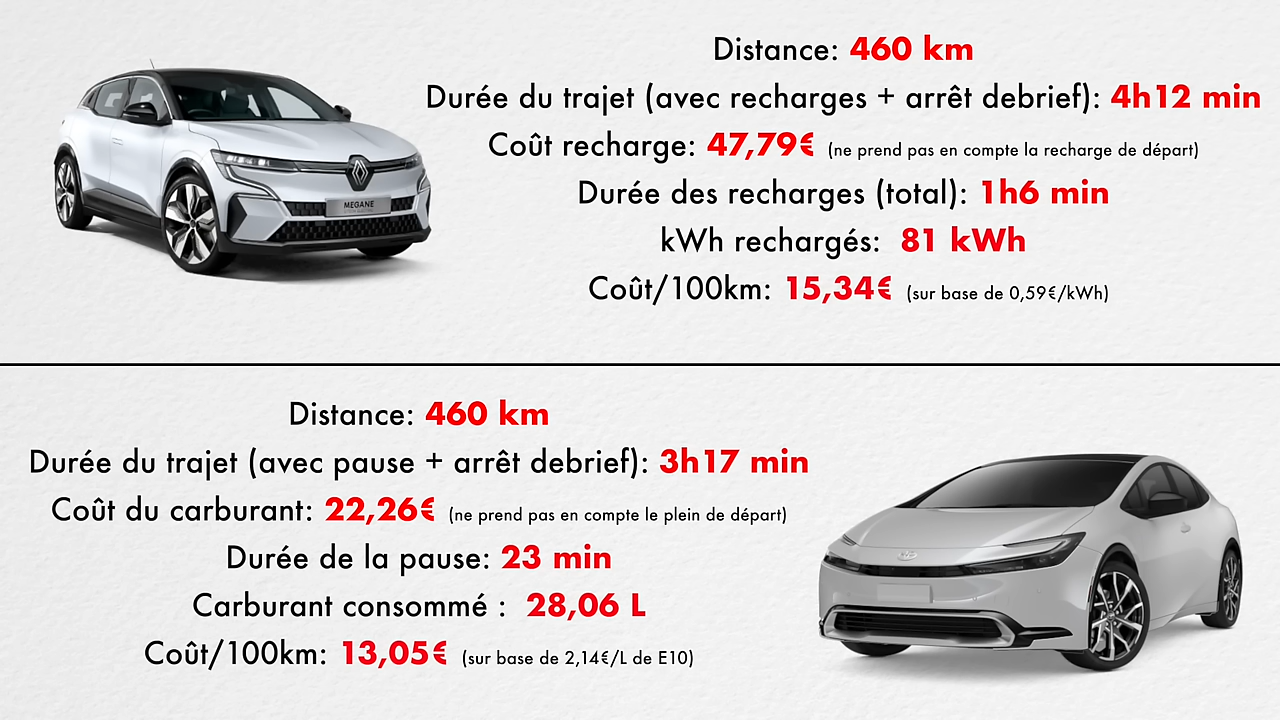 Distance: 460 km
Durée du trajet (avec recharges + arrêt debrief): 4h12 min
Coût recharge: 47,79€ (ne prend pas en compte la recharge de départ)
Durée des recharges (total): 1h6 min
kWh rechargés: 81 kWh
Coût/100km: 15,34€ (sur base de 0,59€/kWh)
MEGANE
Distance: 460 km
Durée du trajet (avec pause + arrêt debrief): 3h17 min
Coût du carburant: 22,26€ (ne prend pas en compte le plein de départ)
Durée de la pause: 23 min
Carburant consommé : 28,06 L
Coût/100km: 13,05€ (sur base de 2,14€/L de E10)